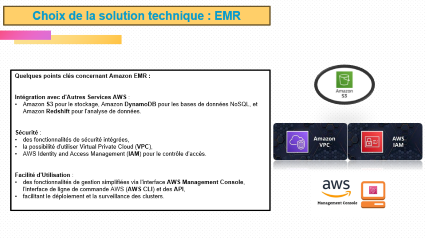 Choix de la solution technique : EMR
Quelques points clés concernant Amazon EMR :
Intégration avec d'Autres Services AWS :
• Amazon S3 pour le stockage, Amazon DynamoDB pour les bases de données NoSQL, et
Amazon Redshift pour l'analyse de données.
Sécurité :
• des fonctionnalités de sécurité intégrées,
• la possibilité d'utiliser Virtual Private Cloud (VPC),
• AWS Identity and Access Management (IAM) pour le contrôle d'accès.
Facilité d'Utilisation :
• des fonctionnalités de gestion simplifiées via l'interface AWS Management Console,
l'interface de ligne de commande AWS (AWS CLI) et des API,
• facilitant le déploiement et la surveillance des clusters.
Amazon
S3
Amazon
VPC
AWS
IAM
aws
Management Console